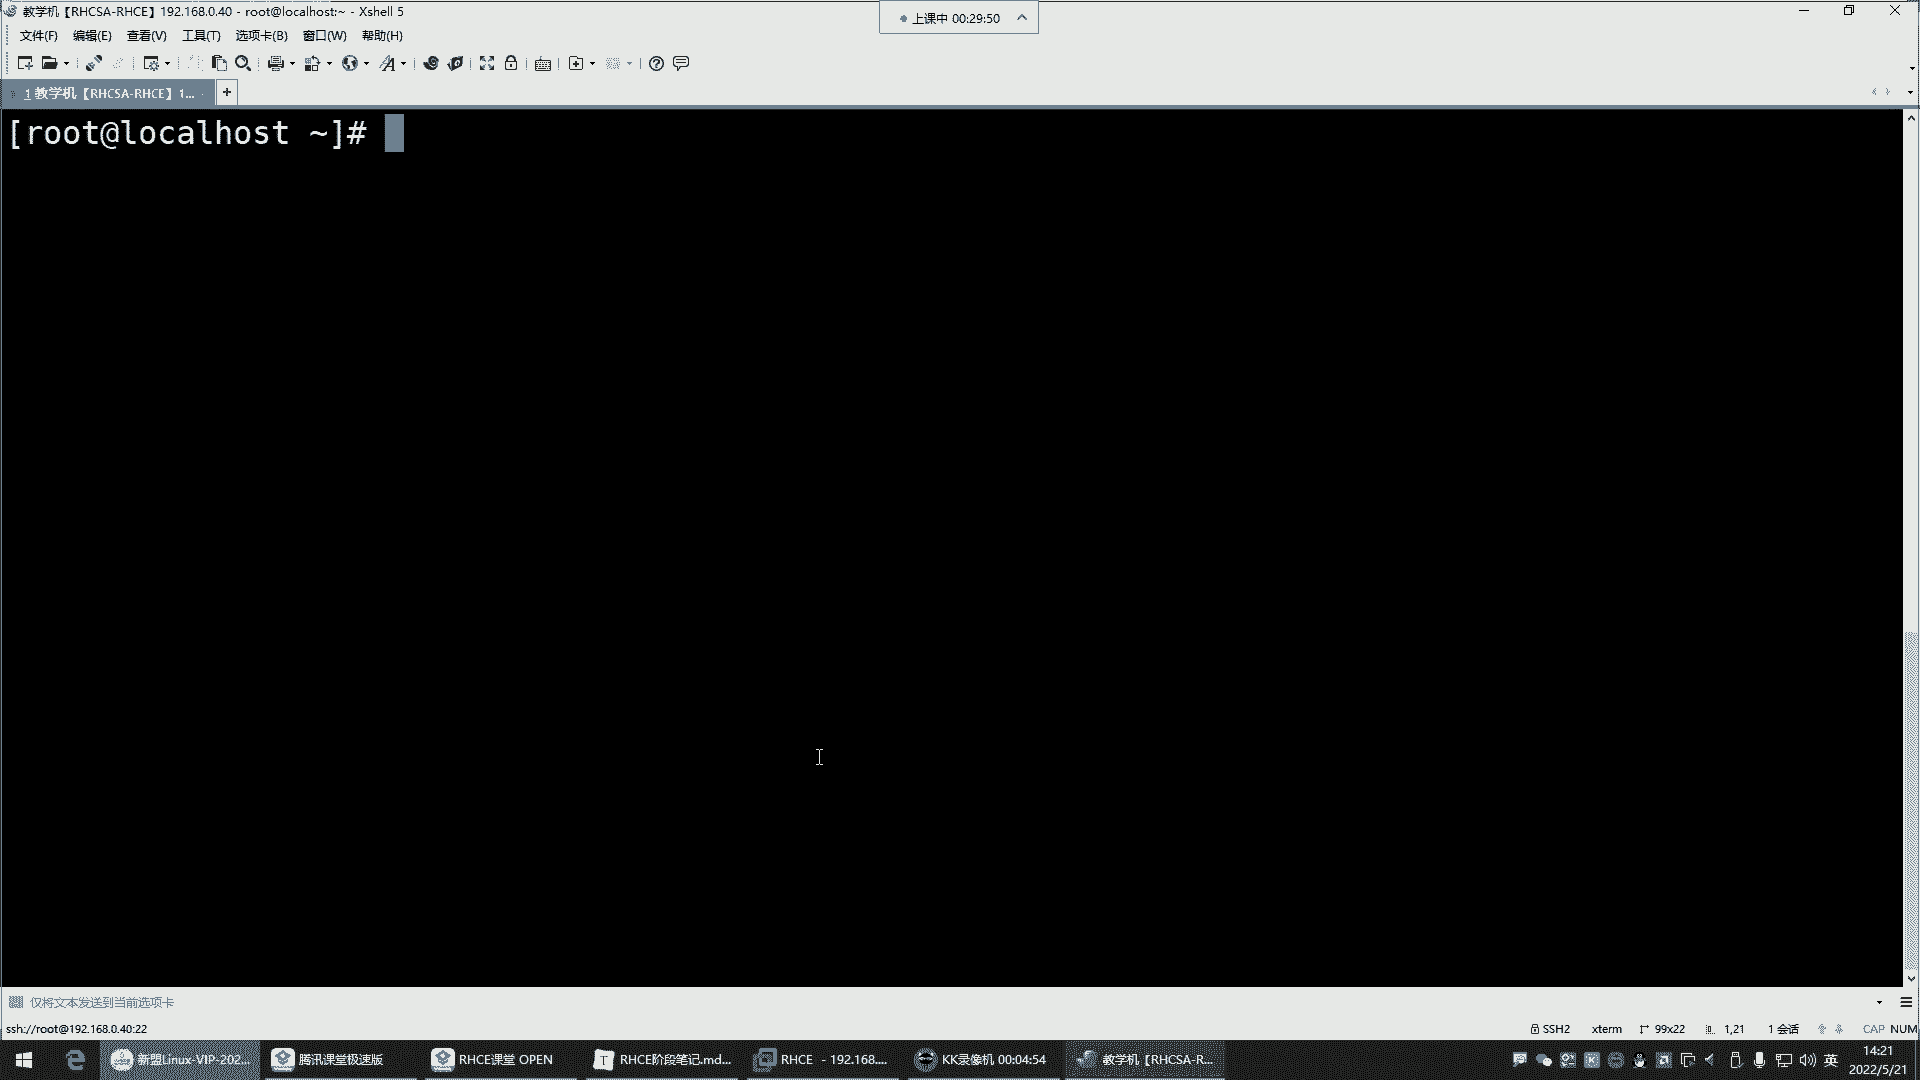 教学机【RHCSA-RHCE】192.168.0.40 - root@localhost:~ - Xshell 5
上课中 00:29:50
文件(F) 编辑(E) 查看(V) 工具(T) 选项卡(B) 窗口(W) 帮助(H)
1 教学机【RHCSA-RHCE】1...
[root@localhost ~]#
仅将文本发送到当前选项卡
ssh://root@192.168.0.40:22
SSH2 xterm 99x22 1,21 1 会话 CAP NUM
新盟Linux-VIP-202... 腾讯课堂极速版 RHCE课堂 OPEN RHCE阶段笔记.md... RHCE - 192.168.... KK录像机 00:04:54 教学机【RHCSA-R... 英 14:21
2022/5/21